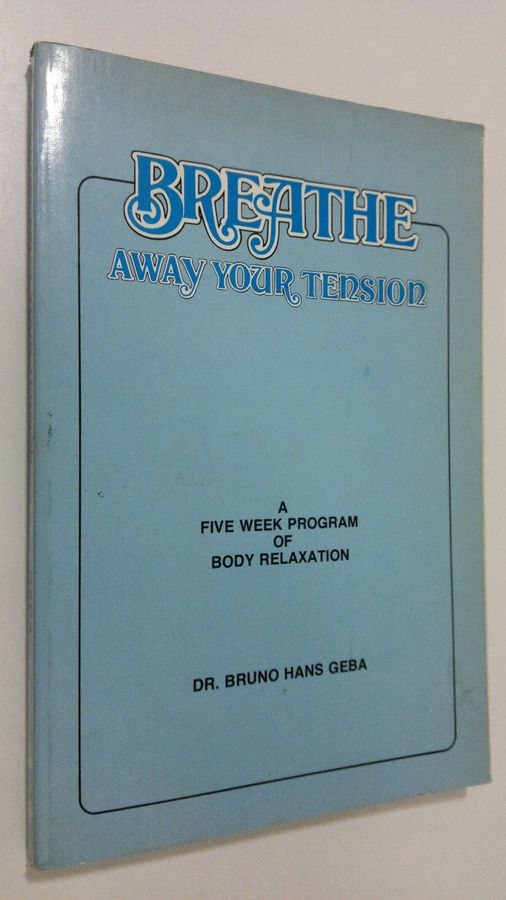 BREATHE
AWAY YOUR TENSION
A
FIVE WEEK PROGRAM
OF
BODY RELAXATION
DR. BRUNO HANS GEBA